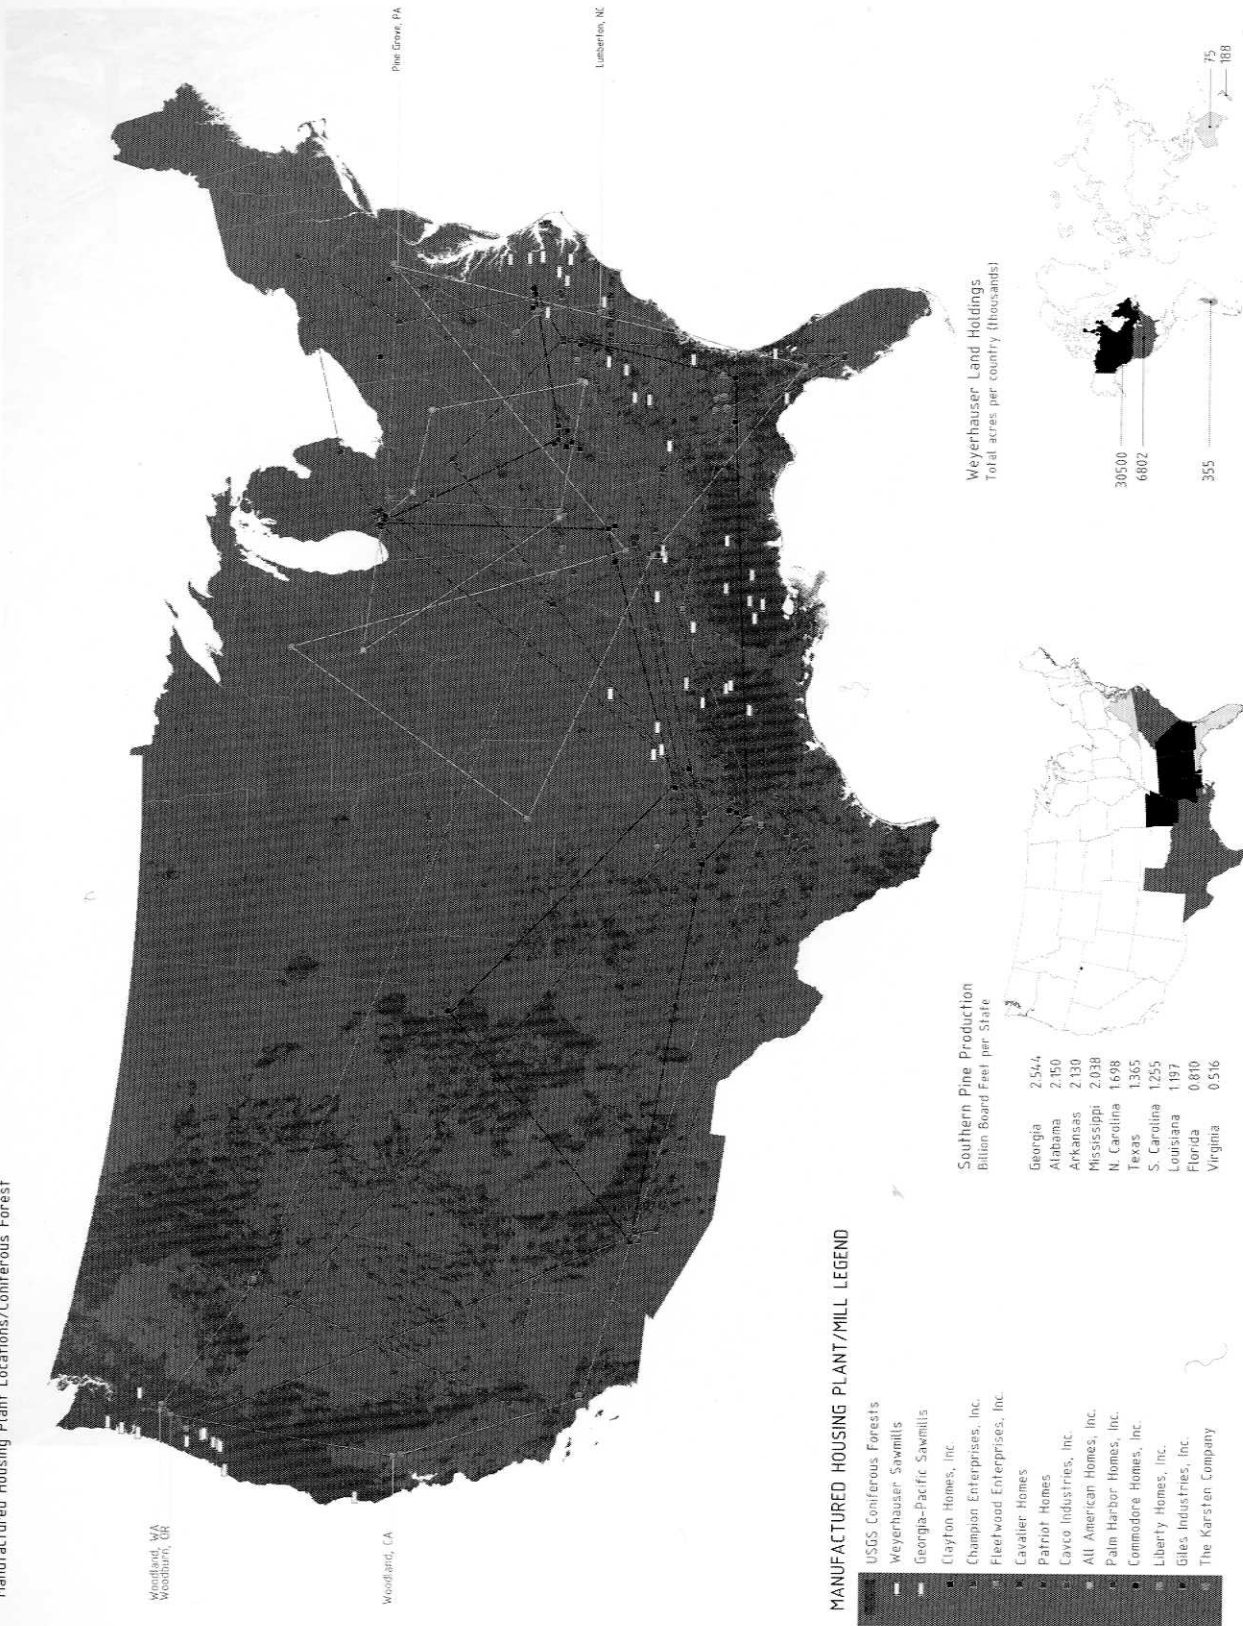 Manufactured Housing Plant Locations/Coniferous Forest
Woodland, WA
Woodburn, OR
Woodland, CA
Pine Grove, PA
Lumberton, NC
MANUFACTURED HOUSING PLANT/MILL LEGEND
USGS Coniferous Forests
Weyerhauser Sawmills
Georgia-Pacific Sawmills
Clayton Homes, Inc.
Champion Enterprises, Inc.
Fleetwood Enterprises, Inc.
Cavalier Homes
Patriot Homes
Cavco Industries, Inc.
All American Homes, Inc.
Palm Harbor Homes, Inc.
Commodore Homes, Inc.
Liberty Homes, Inc.
Giles Industries, Inc.
The Karsten Company
Southern Pine Production
Billion Board Feet per State
Georgia 2.544
Alabama 2.150
Arkansas 2.130
Mississippi 2.038
N. Carolina 1.698
Texas 1.365
S. Carolina 1.255
Louisiana 1.197
Florida 0.810
Virginia 0.516
Weyerhauser Land Holdings
Total acres per country (thousands)
30500
6802
355
75
188